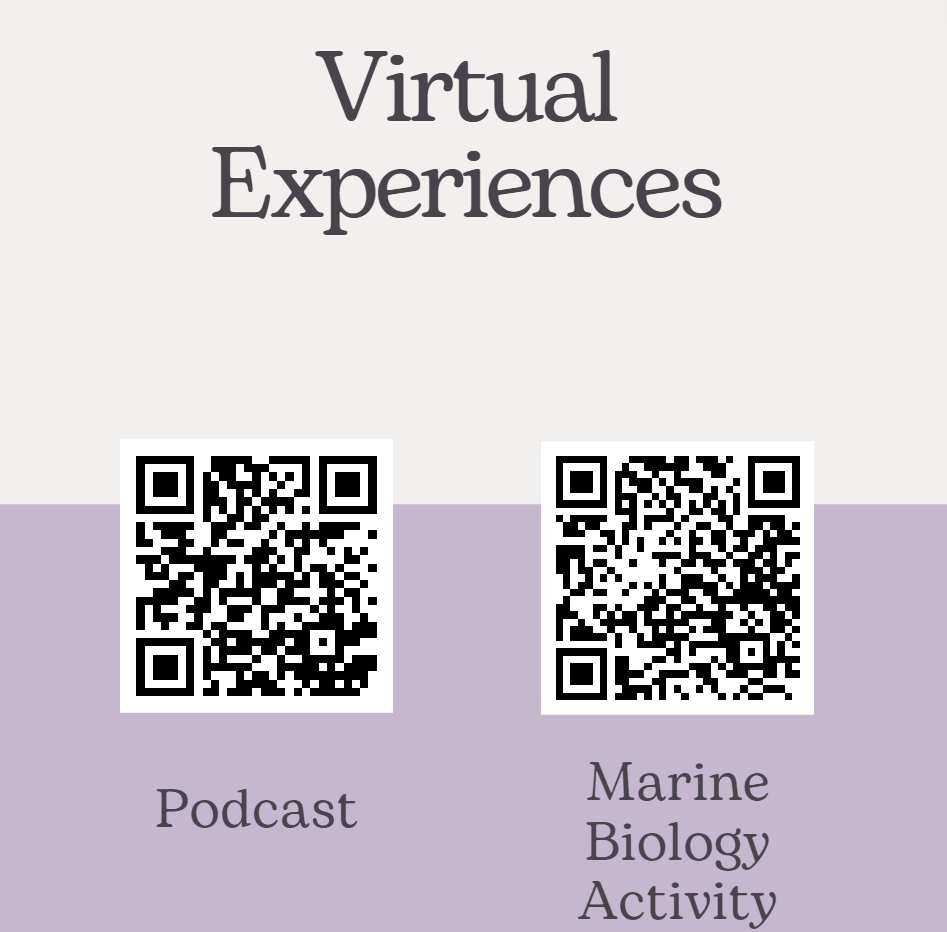 Virtual
Experiences
Podcast
Marine
Biology
Activity